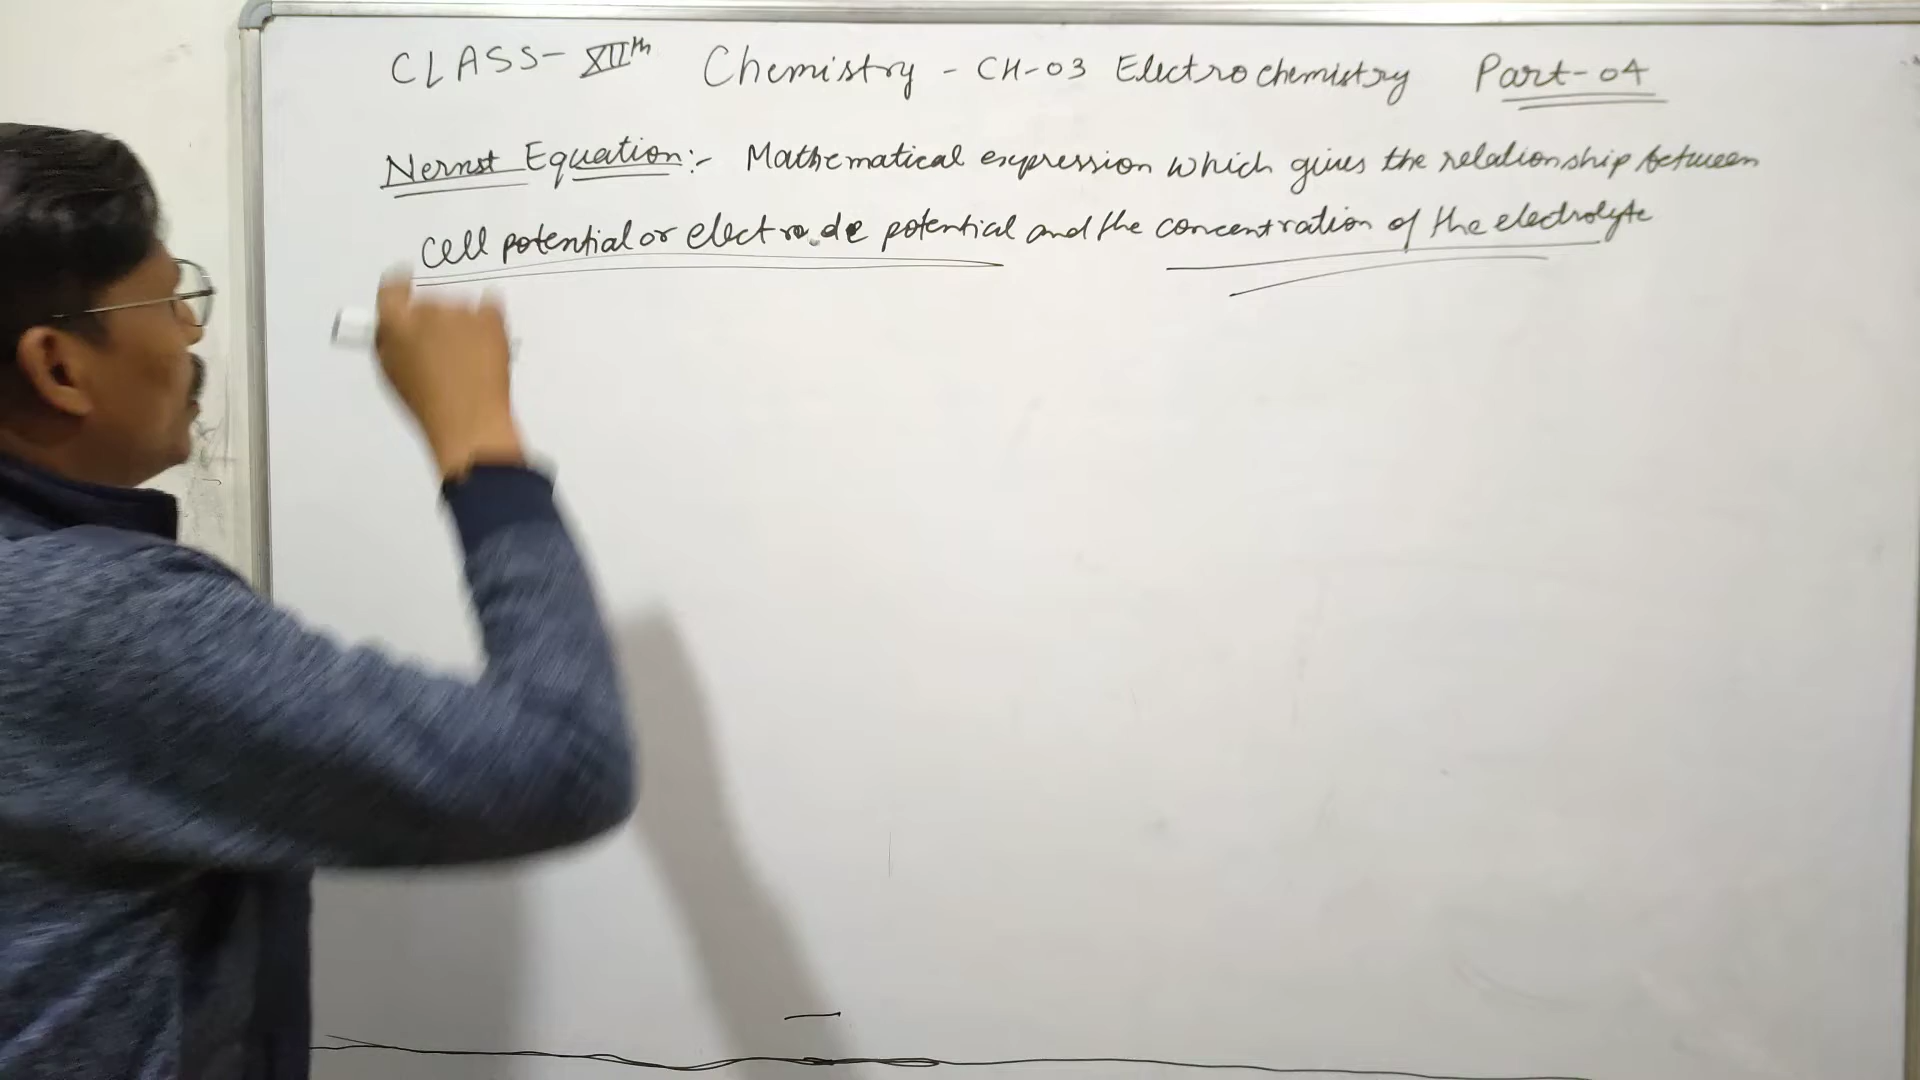 CLASS- XIIth Chemistry - CH-03 Electrochemistry Part-04
Nernst Equation:- Mathematical expression which gives the relationship between
cell potential or electrode potential and the concentration of the electrolyte